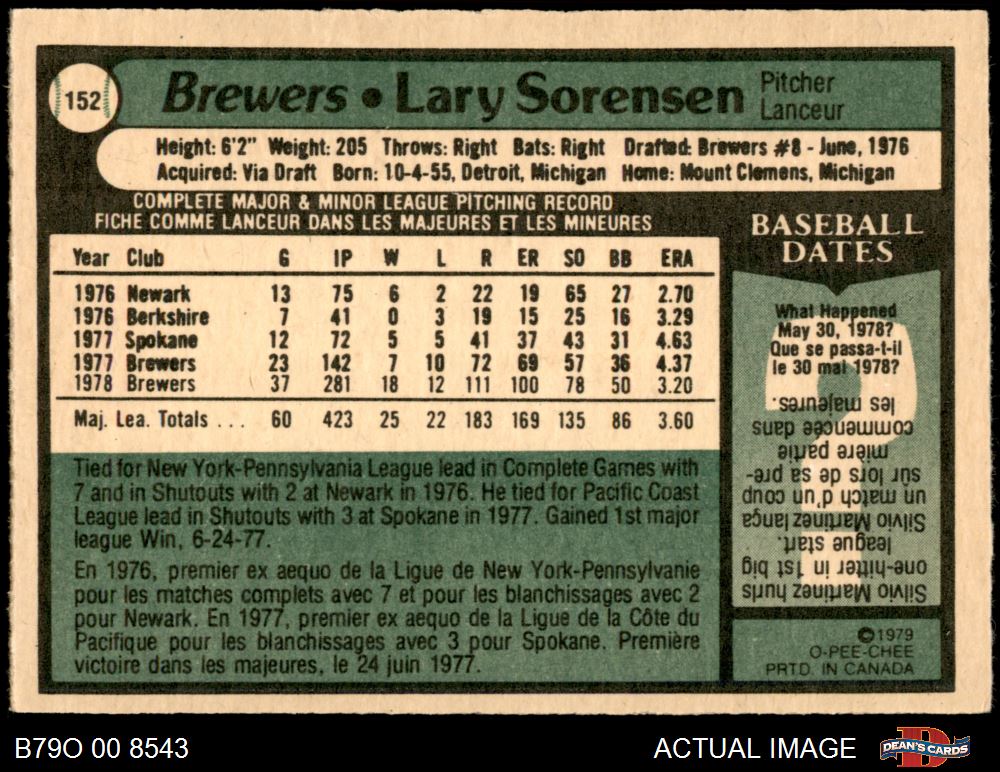 152
Brewers • Lary Sorensen
Pitcher
Lanceur
Height: 6'2" Weight: 205 Throws: Right Bats: Right Drafted: Brewers #8 - June, 1976
Acquired: Via Draft Born: 10-4-55, Detroit, Michigan Home: Mount Clemens, Michigan
COMPLETE MAJOR & MINOR LEAGUE PITCHING RECORD
FICHE COMME LANCEUR DANS LES MAJEURES ET LES MINEURES
Year Club G IP W L R ER SO BB ERA
1976 Newark 13 75 6 2 22 19 65 27 2.70
1976 Berkshire 7 41 0 3 19 15 25 16 3.29
1977 Spokane 12 72 5 5 41 37 43 31 4.63
1977 Brewers 23 142 7 10 72 69 57 36 4.37
1978 Brewers 37 281 18 12 111 100 78 50 3.20
Maj. Lea. Totals ... 60 423 25 22 183 169 135 86 3.60
Tied for New York-Pennsylvania League lead in Complete Games with
7 and in Shutouts with 2 at Newark in 1976. He tied for Pacific Coast
League lead in Shutouts with 3 at Spokane in 1977. Gained 1st major
league Win, 6-24-77.
En 1976, premier ex aequo de la Ligue de New York-Pennsylvanie
pour les matches complets avec 7 et pour les blanchissages avec 2
pour Newark. En 1977, premier ex aequo de la Ligue de la Côte du
Pacifique pour les blanchissages avec 3 pour Spokane. Première
victoire dans les majeures, le 24 juin 1977.
BASEBALL
DATES
What Happened
May 30, 1978?
Que se passa-t-il
le 30 mai 1978?
Silvio Martinez hurls
one-hitter in 1st big
league start.
Silvio Martinez lança
un match d'un coup
sûr lors de sa pre-
mière partie
commencée dans
les majeures.
©1979
O-PEE-CHEE
PRTD. IN CANADA
B79O 00 8543
ACTUAL IMAGE
DEAN'S CARDS